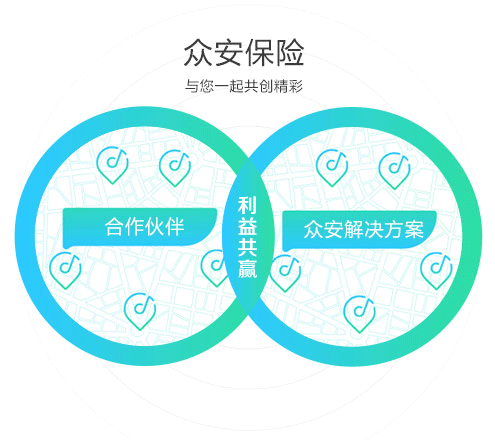 众安保险
与您一起共创精彩
合作伙伴
利益共赢
众安解决方案